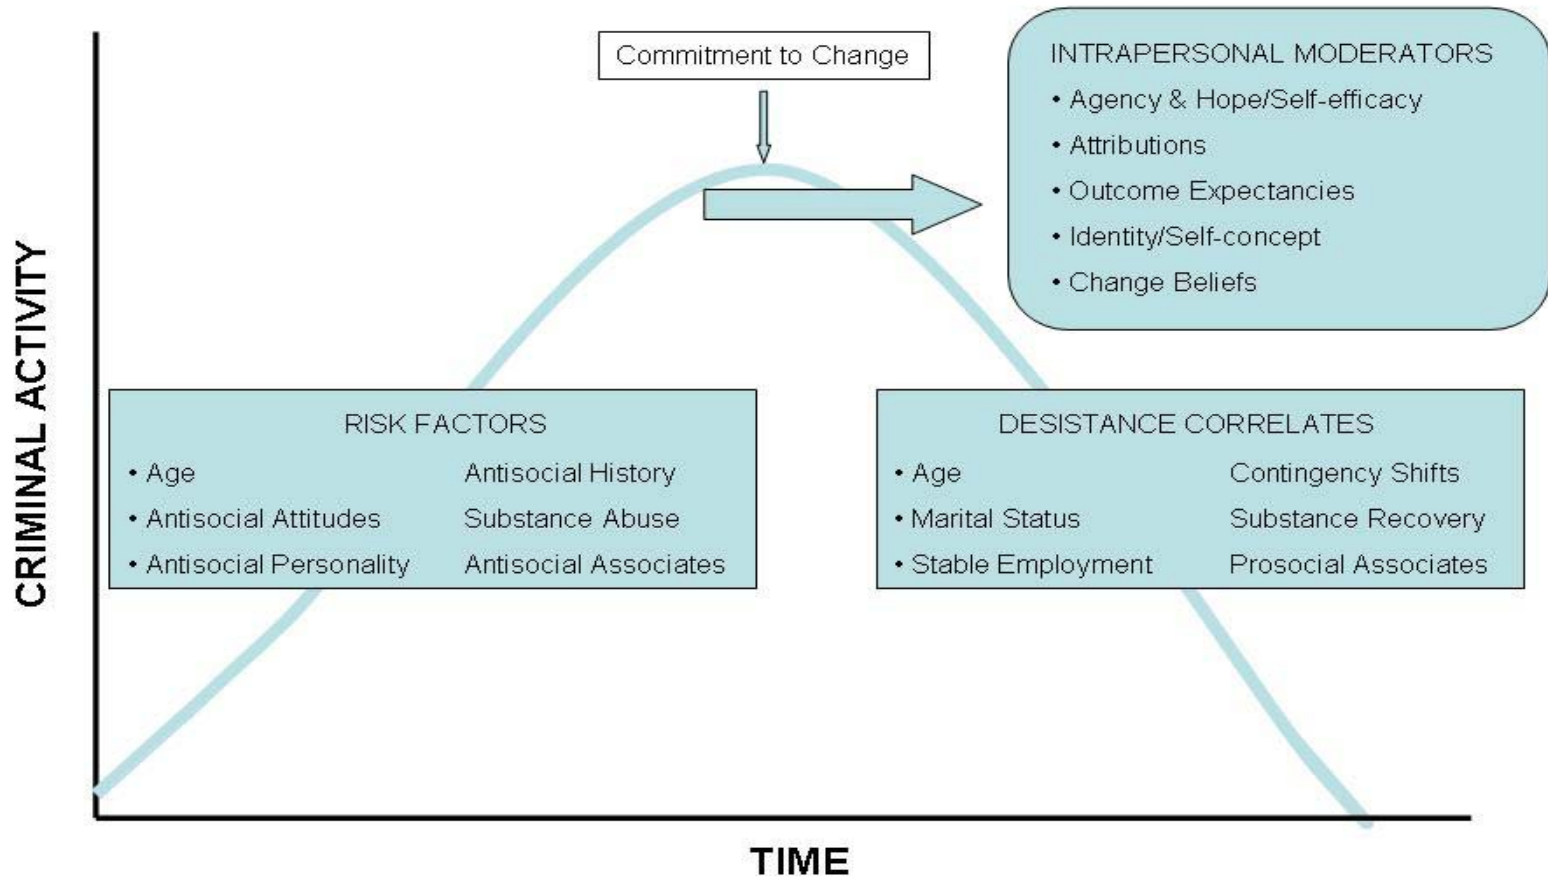 Commitment to Change
INTRAPERSONAL MODERATORS
• Agency & Hope/Self-efficacy
• Attributions
• Outcome Expectancies
• Identity/Self-concept
• Change Beliefs
CRIMINAL ACTIVITY
RISK FACTORS
• Age Antisocial History
• Antisocial Attitudes Substance Abuse
• Antisocial Personality Antisocial Associates
DESISTANCE CORRELATES
• Age Contingency Shifts
• Marital Status Substance Recovery
• Stable Employment Prosocial Associates
TIME